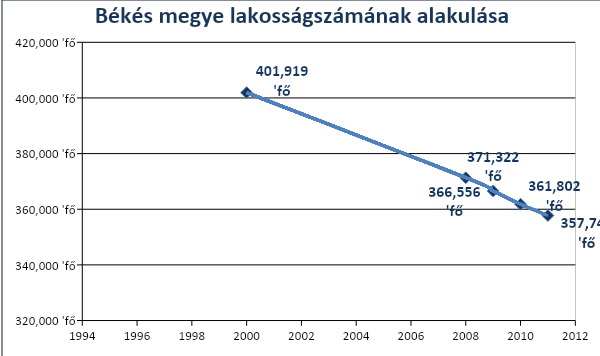 Békés megye lakosságszámának alakulása
420,000 'fő
400,000 'fő
380,000 'fő
360,000 'fő
340,000 'fő
320,000 'fő
401,919
'fő
371,322
'fő
366,556
'fő
361,802
'fő
357,74
'fő
1994 1996 1998 2000 2002 2004 2006 2008 2010 2012